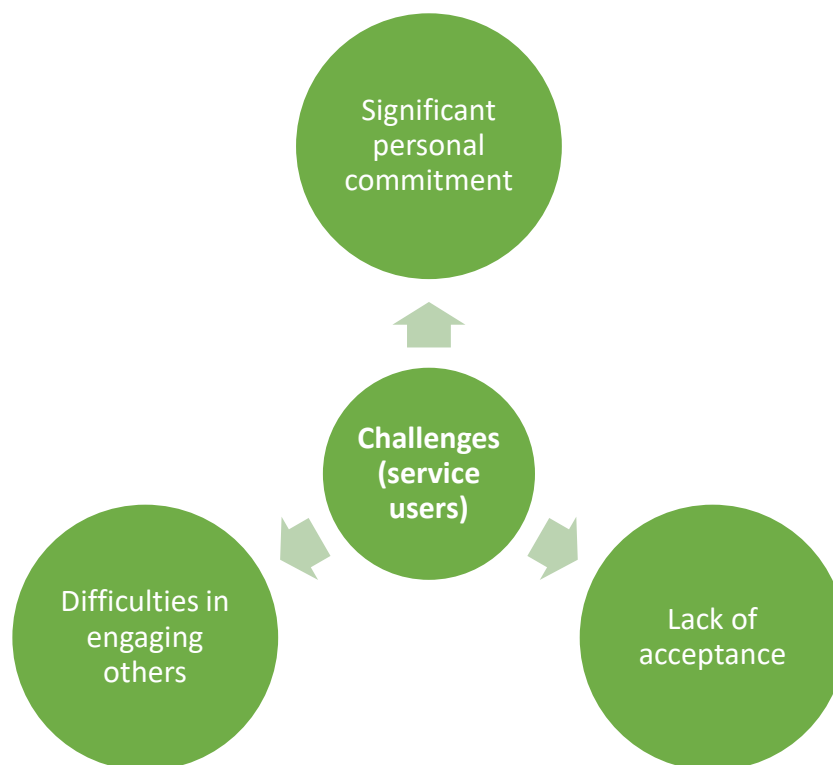 Significant
personal
commitment
Challenges
(service
users)
Difficulties in
engaging
others
Lack of
acceptance